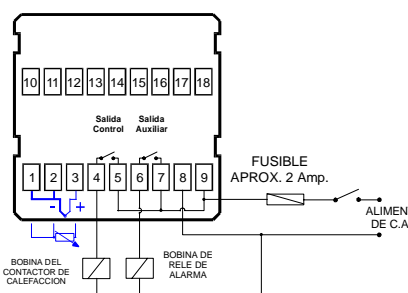 10 11 12 13 14 15 16 17 18
Salida Salida
Control Auxiliar
1 2 3 4 5 6 7 8 9
- +
FUSIBLE
APROX. 2 Amp.
ALIMEN
DE C.A
BOBINA DEL
CONTACTOR DE
CALEFACCION
BOBINA DE
RELE DE
ALARMA